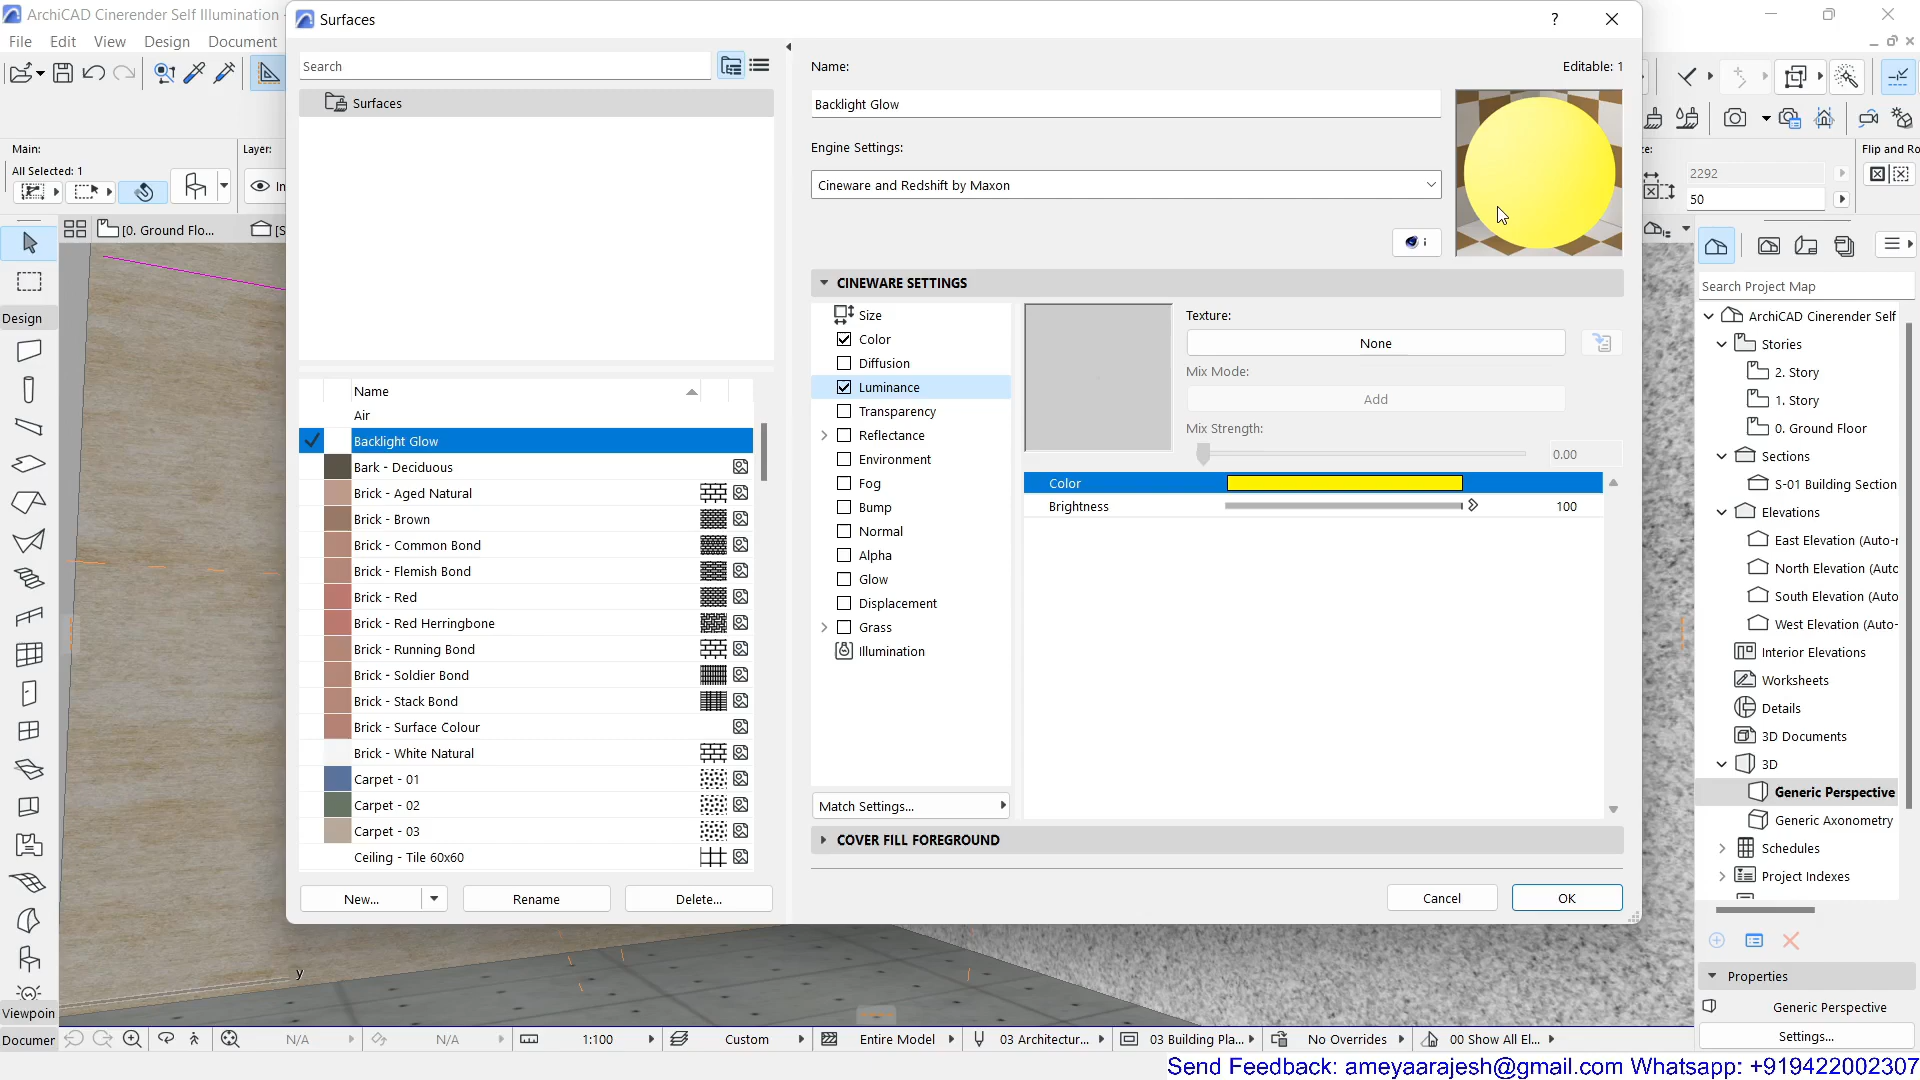 ArchiCAD Cinerender Self Illumination
File Edit View Design Document
Main:
All Selected: 1
Layer:
Design
Viewpoin
Documer
[0. Ground Flo...
Surfaces
Search
Surfaces
Name
Air
Backlight Glow
Bark - Deciduous
Brick - Aged Natural
Brick - Brown
Brick - Common Bond
Brick - Flemish Bond
Brick - Red
Brick - Red Herringbone
Brick - Running Bond
Brick - Soldier Bond
Brick - Stack Bond
Brick - Surface Colour
Brick - White Natural
Carpet - 01
Carpet - 02
Carpet - 03
Ceiling - Tile 60x60
New...
Rename
Delete...
Name:
Editable: 1
Backlight Glow
Engine Settings:
Cineware and Redshift by Maxon
CINEWARE SETTINGS
Size
Color
Diffusion
Luminance
Transparency
Reflectance
Environment
Fog
Bump
Normal
Alpha
Glow
Displacement
Grass
Illumination
Match Settings...
Texture:
None
Mix Mode:
Add
Mix Strength:
0.00
Color
Brightness 100
COVER FILL FOREGROUND
Cancel
OK
Flip and Ro
2292
50
Search Project Map
ArchiCAD Cinerender Self
Stories
2. Story
1. Story
0. Ground Floor
Sections
S-01 Building Section
Elevations
East Elevation (Auto-r
North Elevation (Autc
South Elevation (Auto
West Elevation (Auto-
Interior Elevations
Worksheets
Details
3D Documents
3D
Generic Perspective
Generic Axonometry
Schedules
Project Indexes
Properties
Generic Perspective
Settings...
y
N/A
N/A
1:100
Custom
Entire Model
03 Architectur...
03 Building Pla...
No Overrides
00 Show All El...
Send Feedback: ameyaarajesh@gmail.com Whatsapp: +919422002307